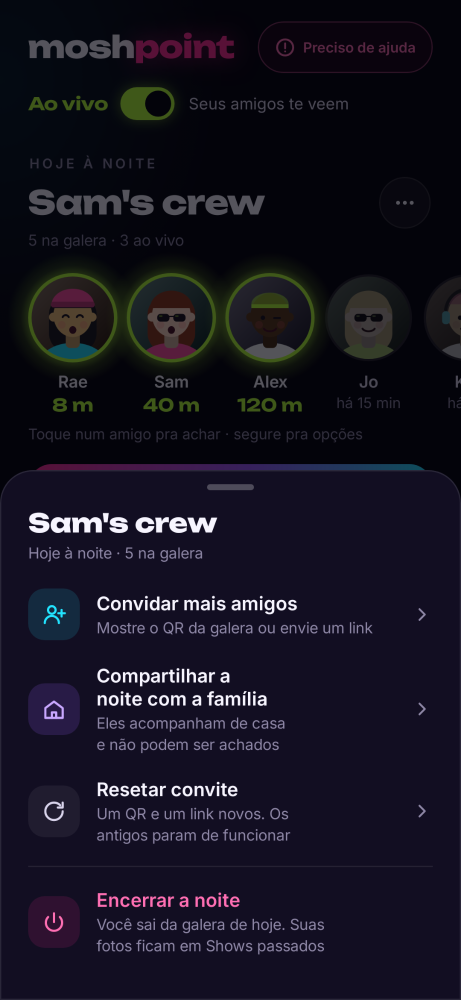 moshpoint
Preciso de ajuda
Ao vivo
Seus amigos te veem
HOJE À NOITE
Sam's crew
5 na galera · 3 ao vivo
Rae
Sam
Alex
Jo
8 m
40 m
120 m
há 15 min
Toque num amigo pra achar · segure pra opções
Sam's crew
Hoje à noite · 5 na galera
Convidar mais amigos
Mostre o QR da galera ou envie um link
Compartilhar a
noite com a família
Eles acompanham de casa
e não podem ser achados
Resetar convite
Um QR e um link novos. Os
antigos param de funcionar
Encerrar a noite
Você sai da galera de hoje. Suas
fotos ficam em Shows passados